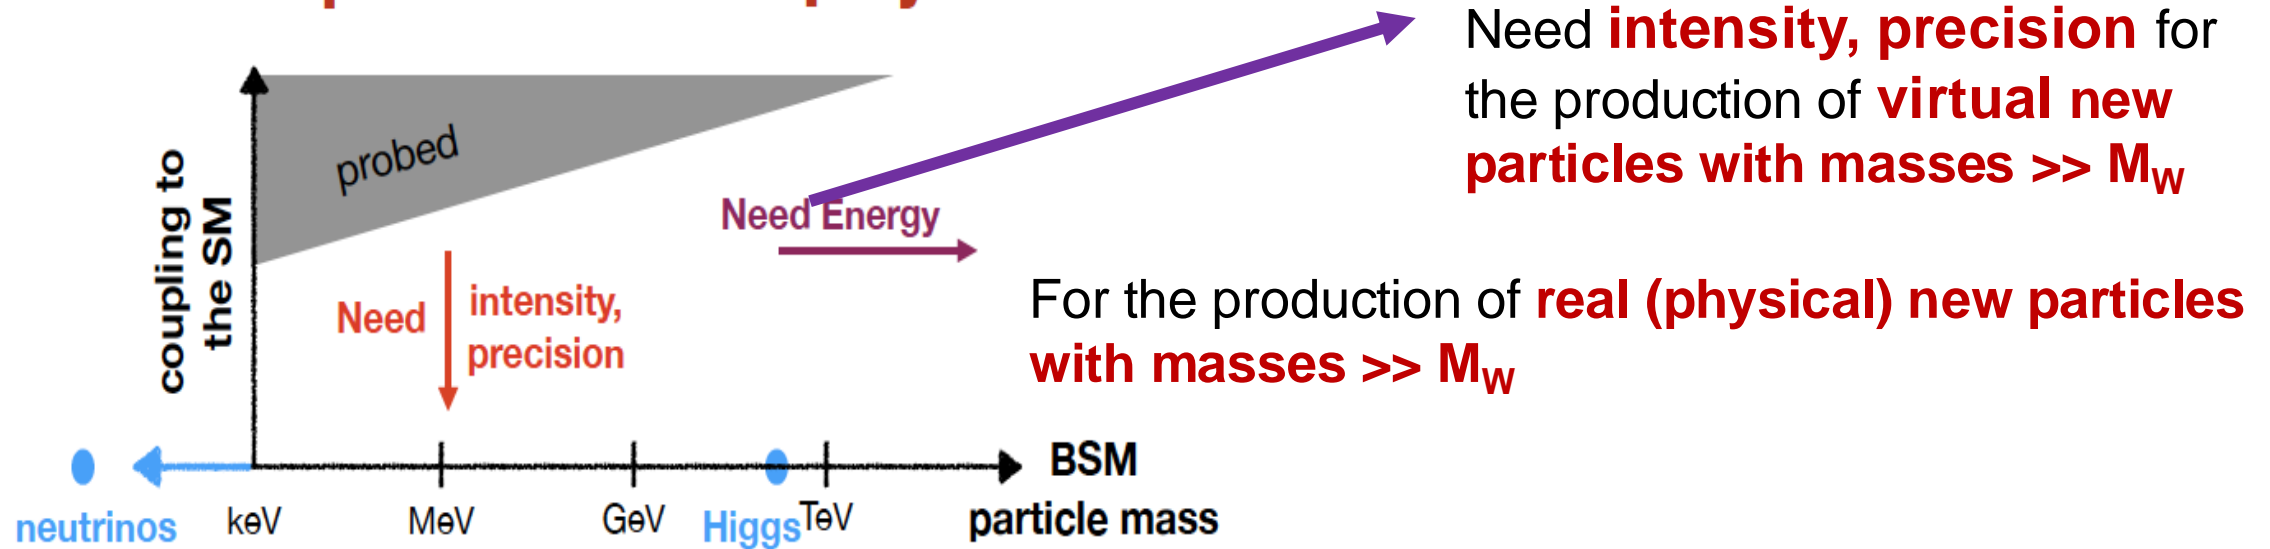 Need intensity, precision for
the production of virtual new
particles with masses >> MW
probed
coupling to
the SM
Need Energy
Need
intensity,
precision
For the production of real (physical) new particles
with masses >> MW
BSM
particle mass
neutrinos
keV
MeV
GeV
Higgs
TeV